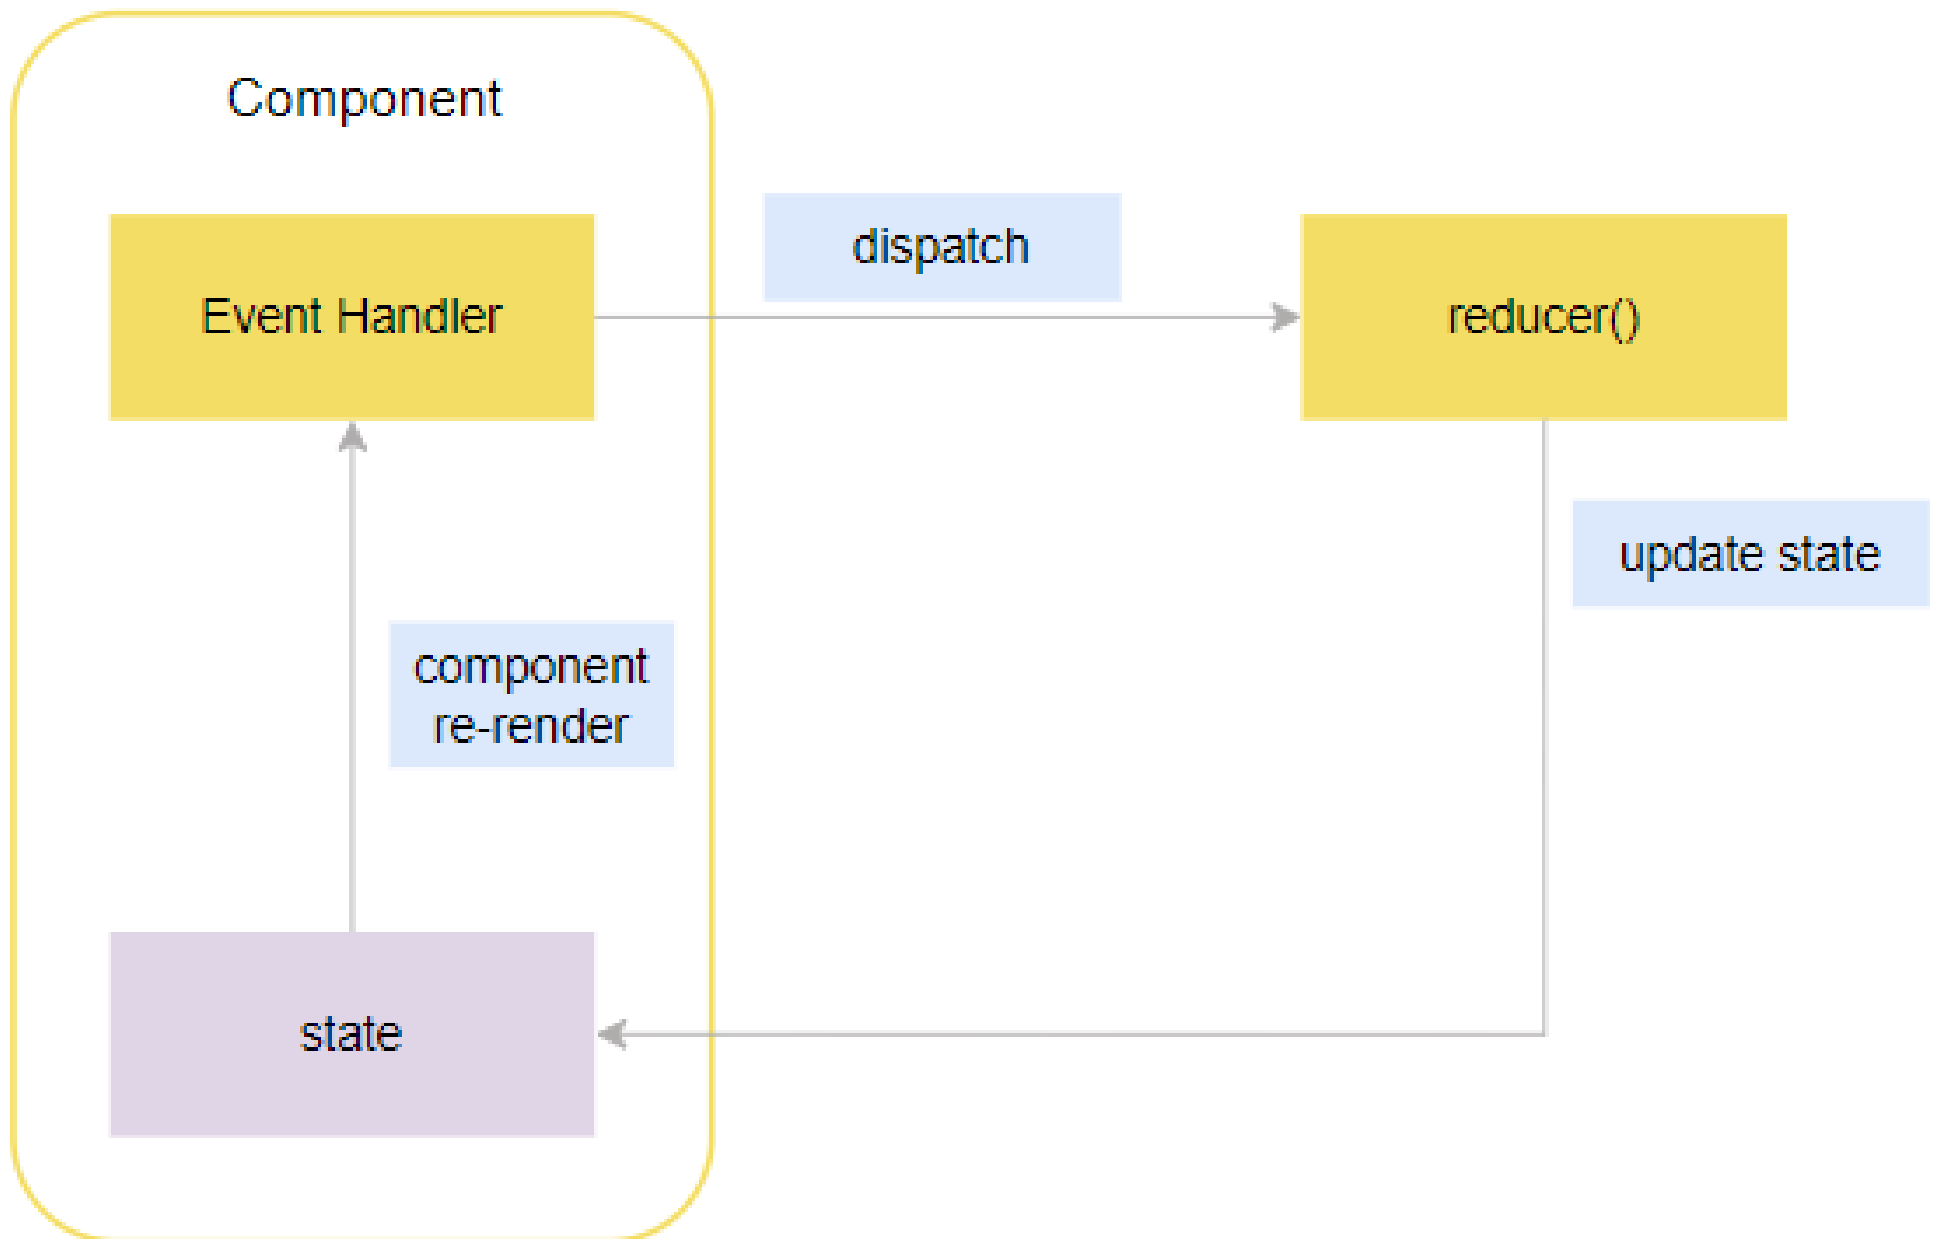 Component
Event Handler
dispatch
reducer()
update state
component
re-render
state